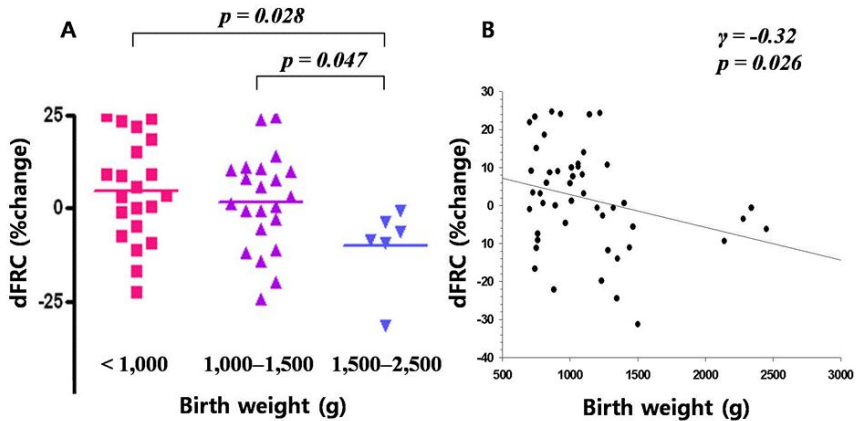 A
p = 0.028
p = 0.047
dFRC (%change)
25
0
-25
< 1,000
1,000–1,500
1,500–2,500
Birth weight (g)
B
γ = -0.32
p = 0.026
dFRC (%change)
30
20
10
0
10
-20
-30
-40
500
1000
1500
2000
2500
3000
Birth weight (g)